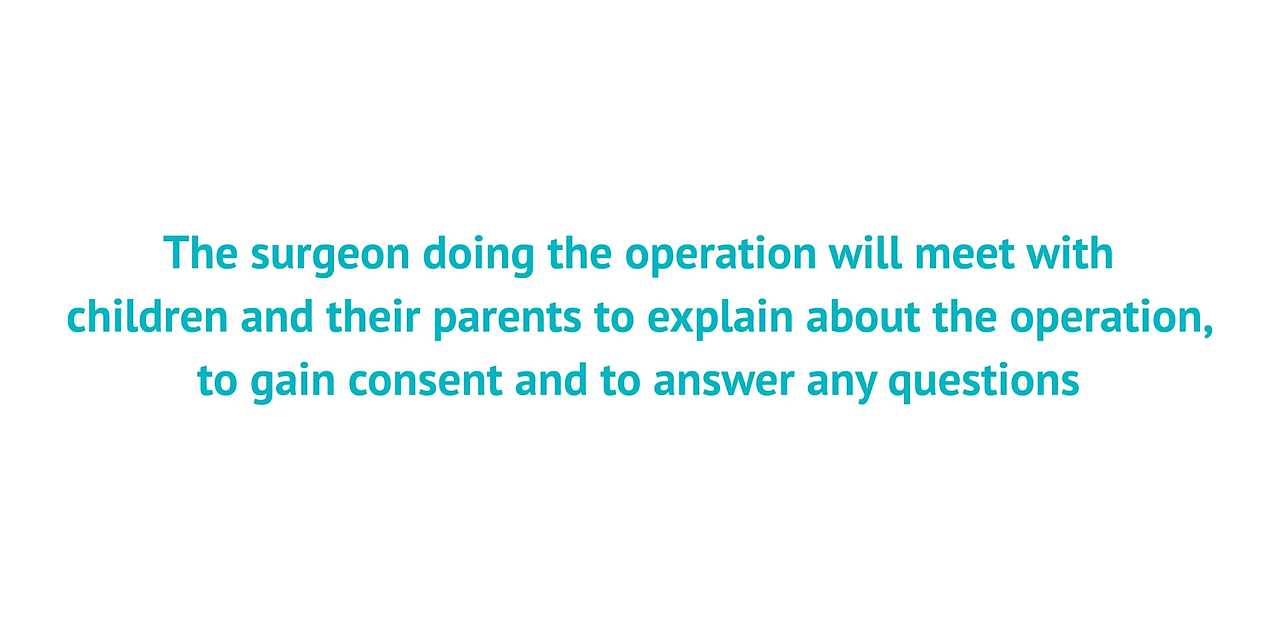 The surgeon doing the operation will meet with
children and their parents to explain about the operation,
to gain consent and to answer any questions